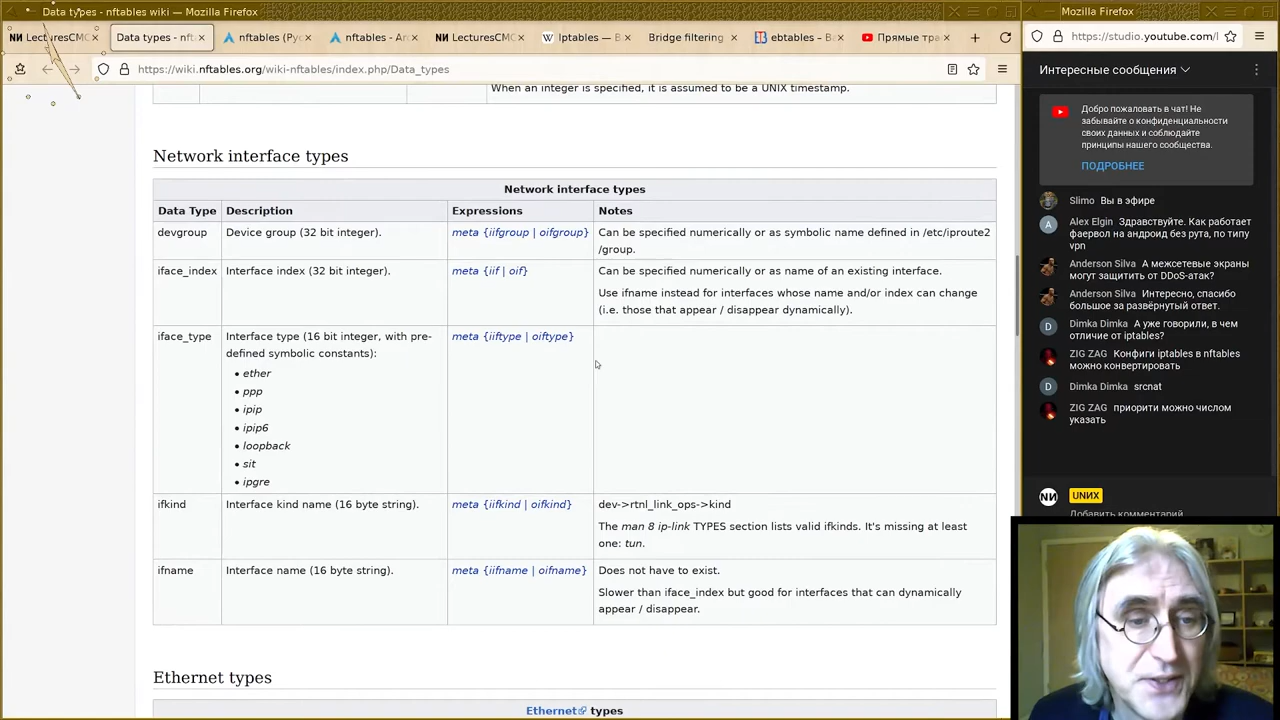 Data types - nftables wiki — Mozilla Firefox
Mozilla Firefox
LecturesCMC
Data types - nft
nftables (Рус
nftables - Ar
LecturesCMC
Iptables — В
Bridge filtering
ebtables – Ba
Прямые тра
https://wiki.nftables.org/wiki-nftables/index.php/Data_types
https://studio.youtube.com/l
When an integer is specified, it is assumed to be a UNIX timestamp.
Network interface types
Network interface types
Data Type Description Expressions Notes
devgroup Device group (32 bit integer). meta {iifgroup | oifgroup} Can be specified numerically or as symbolic name defined in /etc/iproute2
/group.
iface_index Interface index (32 bit integer). meta {iif | oif} Can be specified numerically or as name of an existing interface.
Use ifname instead for interfaces whose name and/or index can change
(i.e. those that appear / disappear dynamically).
iface_type Interface type (16 bit integer, with pre- meta {iiftype | oiftype}
defined symbolic constants):
• ether
• ppp
• ipip
• ipip6
• loopback
• sit
• ipgre
ifkind Interface kind name (16 byte string). meta {iifkind | oifkind} dev->rtnl_link_ops->kind
The man 8 ip-link TYPES section lists valid ifkinds. It's missing at least
one: tun.
ifname Interface name (16 byte string). meta {iifname | oifname} Does not have to exist.
Slower than iface_index but good for interfaces that can dynamically
appear / disappear.
Ethernet types
Ethernet types
Интересные сообщения
Добро пожаловать в чат! Не
забывайте о конфиденциальности
своих данных и соблюдайте
принципы нашего сообщества.
ПОДРОБНЕЕ
Slimo Вы в эфире
Alex Elgin Здравствуйте. Как работает
фаервол на андроид без рута, по типу
vpn
Anderson Silva А межсетевые экраны
могут защитить от DDoS-атак?
Anderson Silva Интересно, спасибо
большое за развёрнутый ответ.
Dimka Dimka А уже говорили, в чем
отличие от iptables?
ZIG ZAG Конфиги iptables в nftables
можно конвертировать
Dimka Dimka srcnat
ZIG ZAG приорити можно числом
указать
UNИX
Добавить комментарий